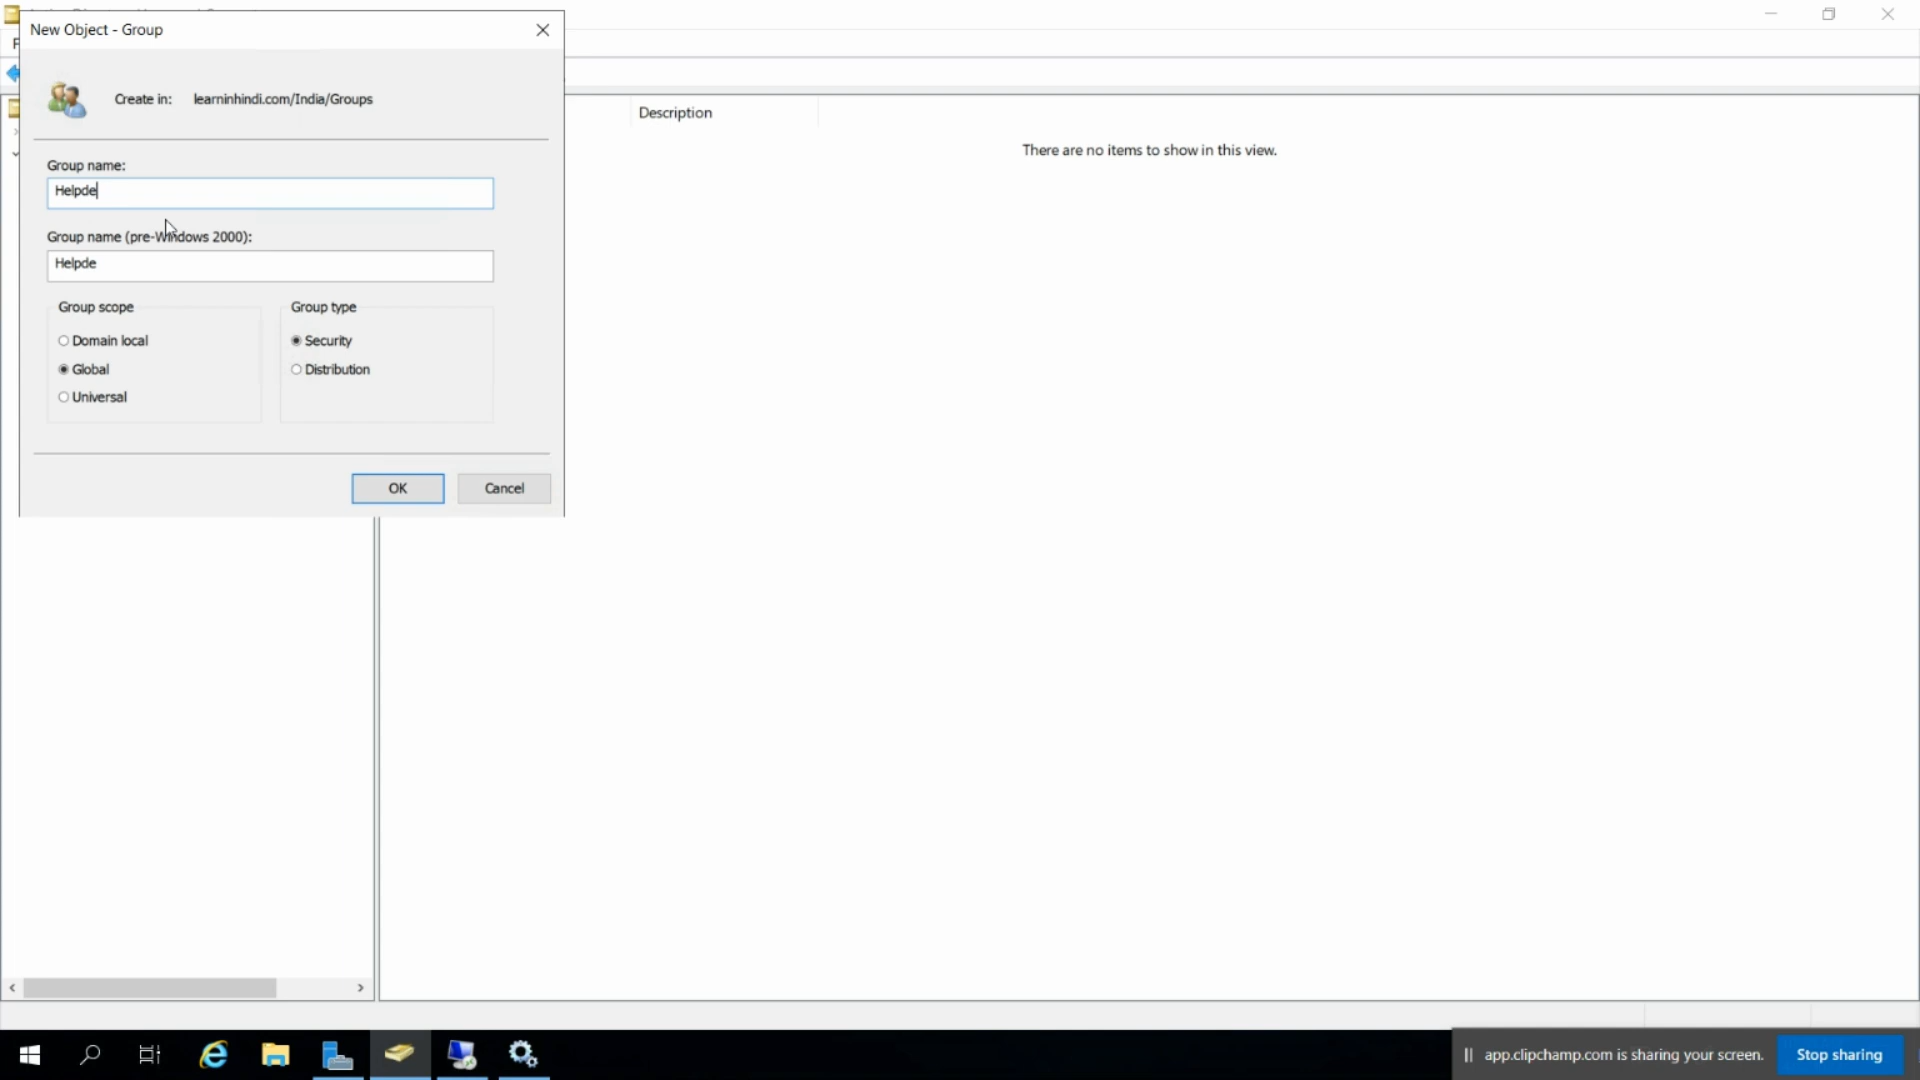 New Object - Group
Create in: learninhindi.com/India/Groups
Description
There are no items to show in this view.
Group name:
Helpde
Group name (pre-Windows 2000):
Helpde
Group scope
Group type
Domain local
Security
Global
Distribution
Universal
OK
Cancel
app.clipchamp.com is sharing your screen.
Stop sharing